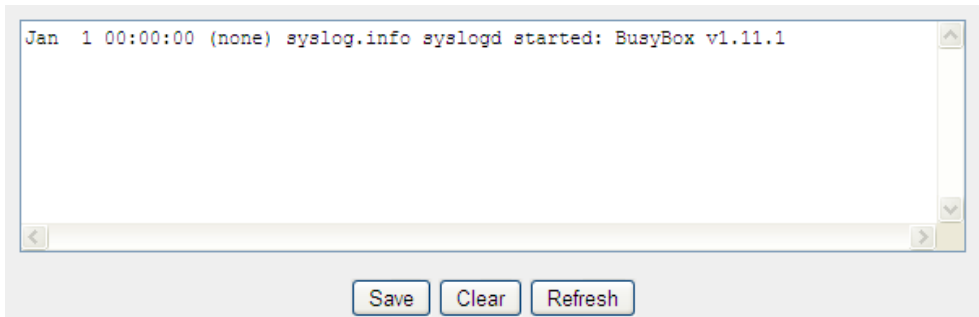 Jan  1 00:00:00 (none) syslog.info syslogd started: BusyBox v1.11.1
Save Clear Refresh